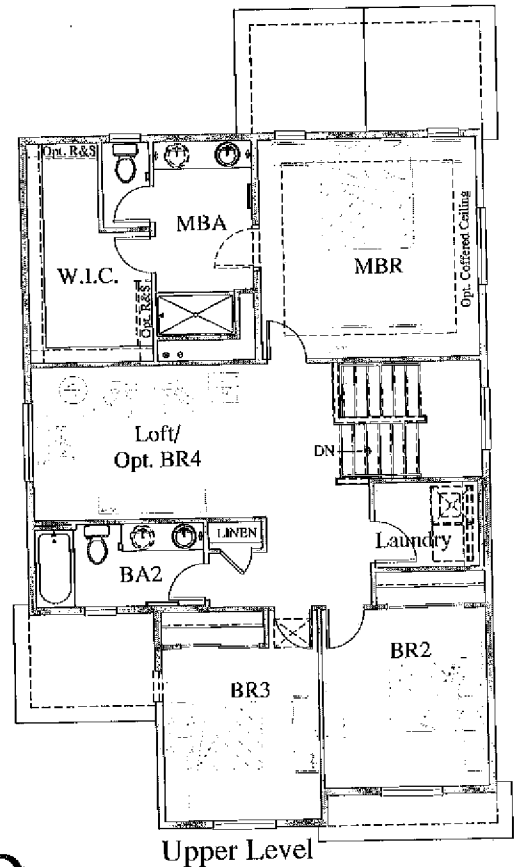 Opt. R&S
MBA
W.I.C.
Opt. R&S
MBR
Opt. Coffered Ceiling
Loft/
Opt. BR4
DN
LINEN
Laundry
BA2
BR3
BR2
Upper Level